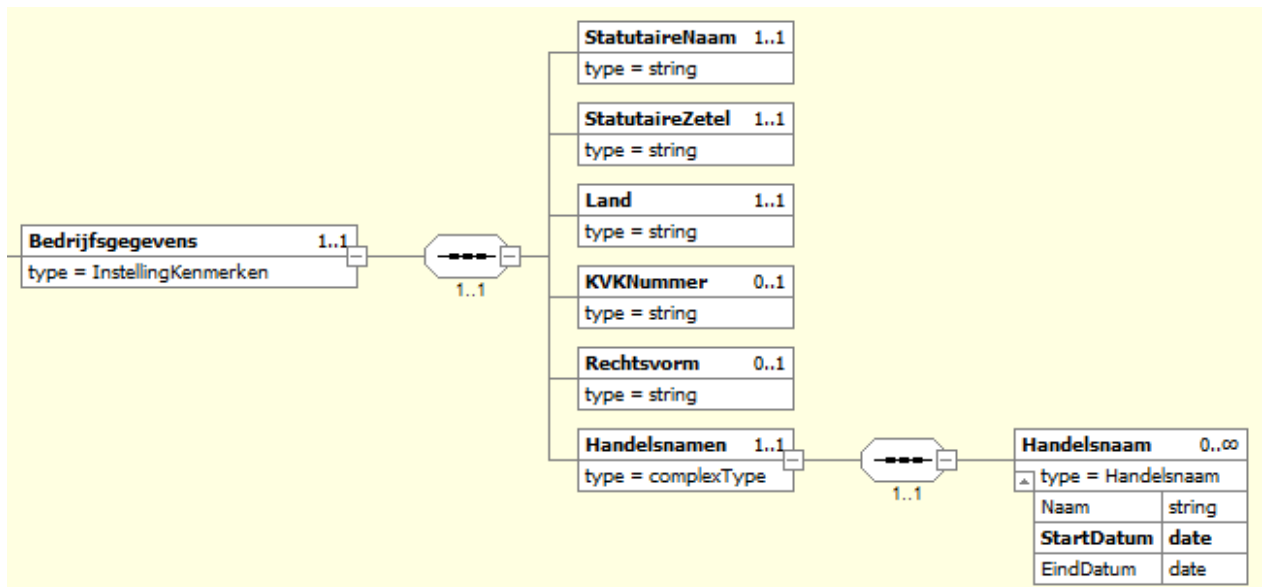 StatutaireNaam 1..1
type = string
StatutaireZetel 1..1
type = string
Land 1..1
type = string
Bedrijfsgegevens 1..1
type = InstellingKenmerken
1..1
KVKNummer 0..1
type = string
Rechtsvorm 0..1
type = string
Handelsnamen 1..1
type = complexType
1..1
Handelsnaam 0..∞
type = Handelsnaam
Naam string
StartDatum date
EindDatum date